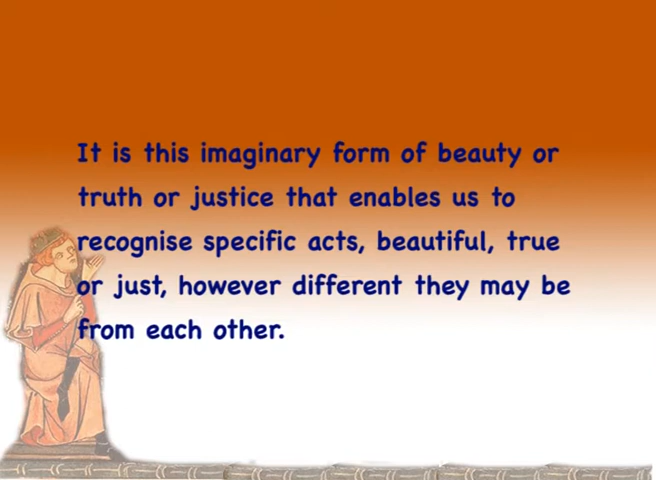 It is this imaginary form of beauty or
truth or justice that enables us to
recognise specific acts, beautiful, true
or just, however different they may be
from each other.